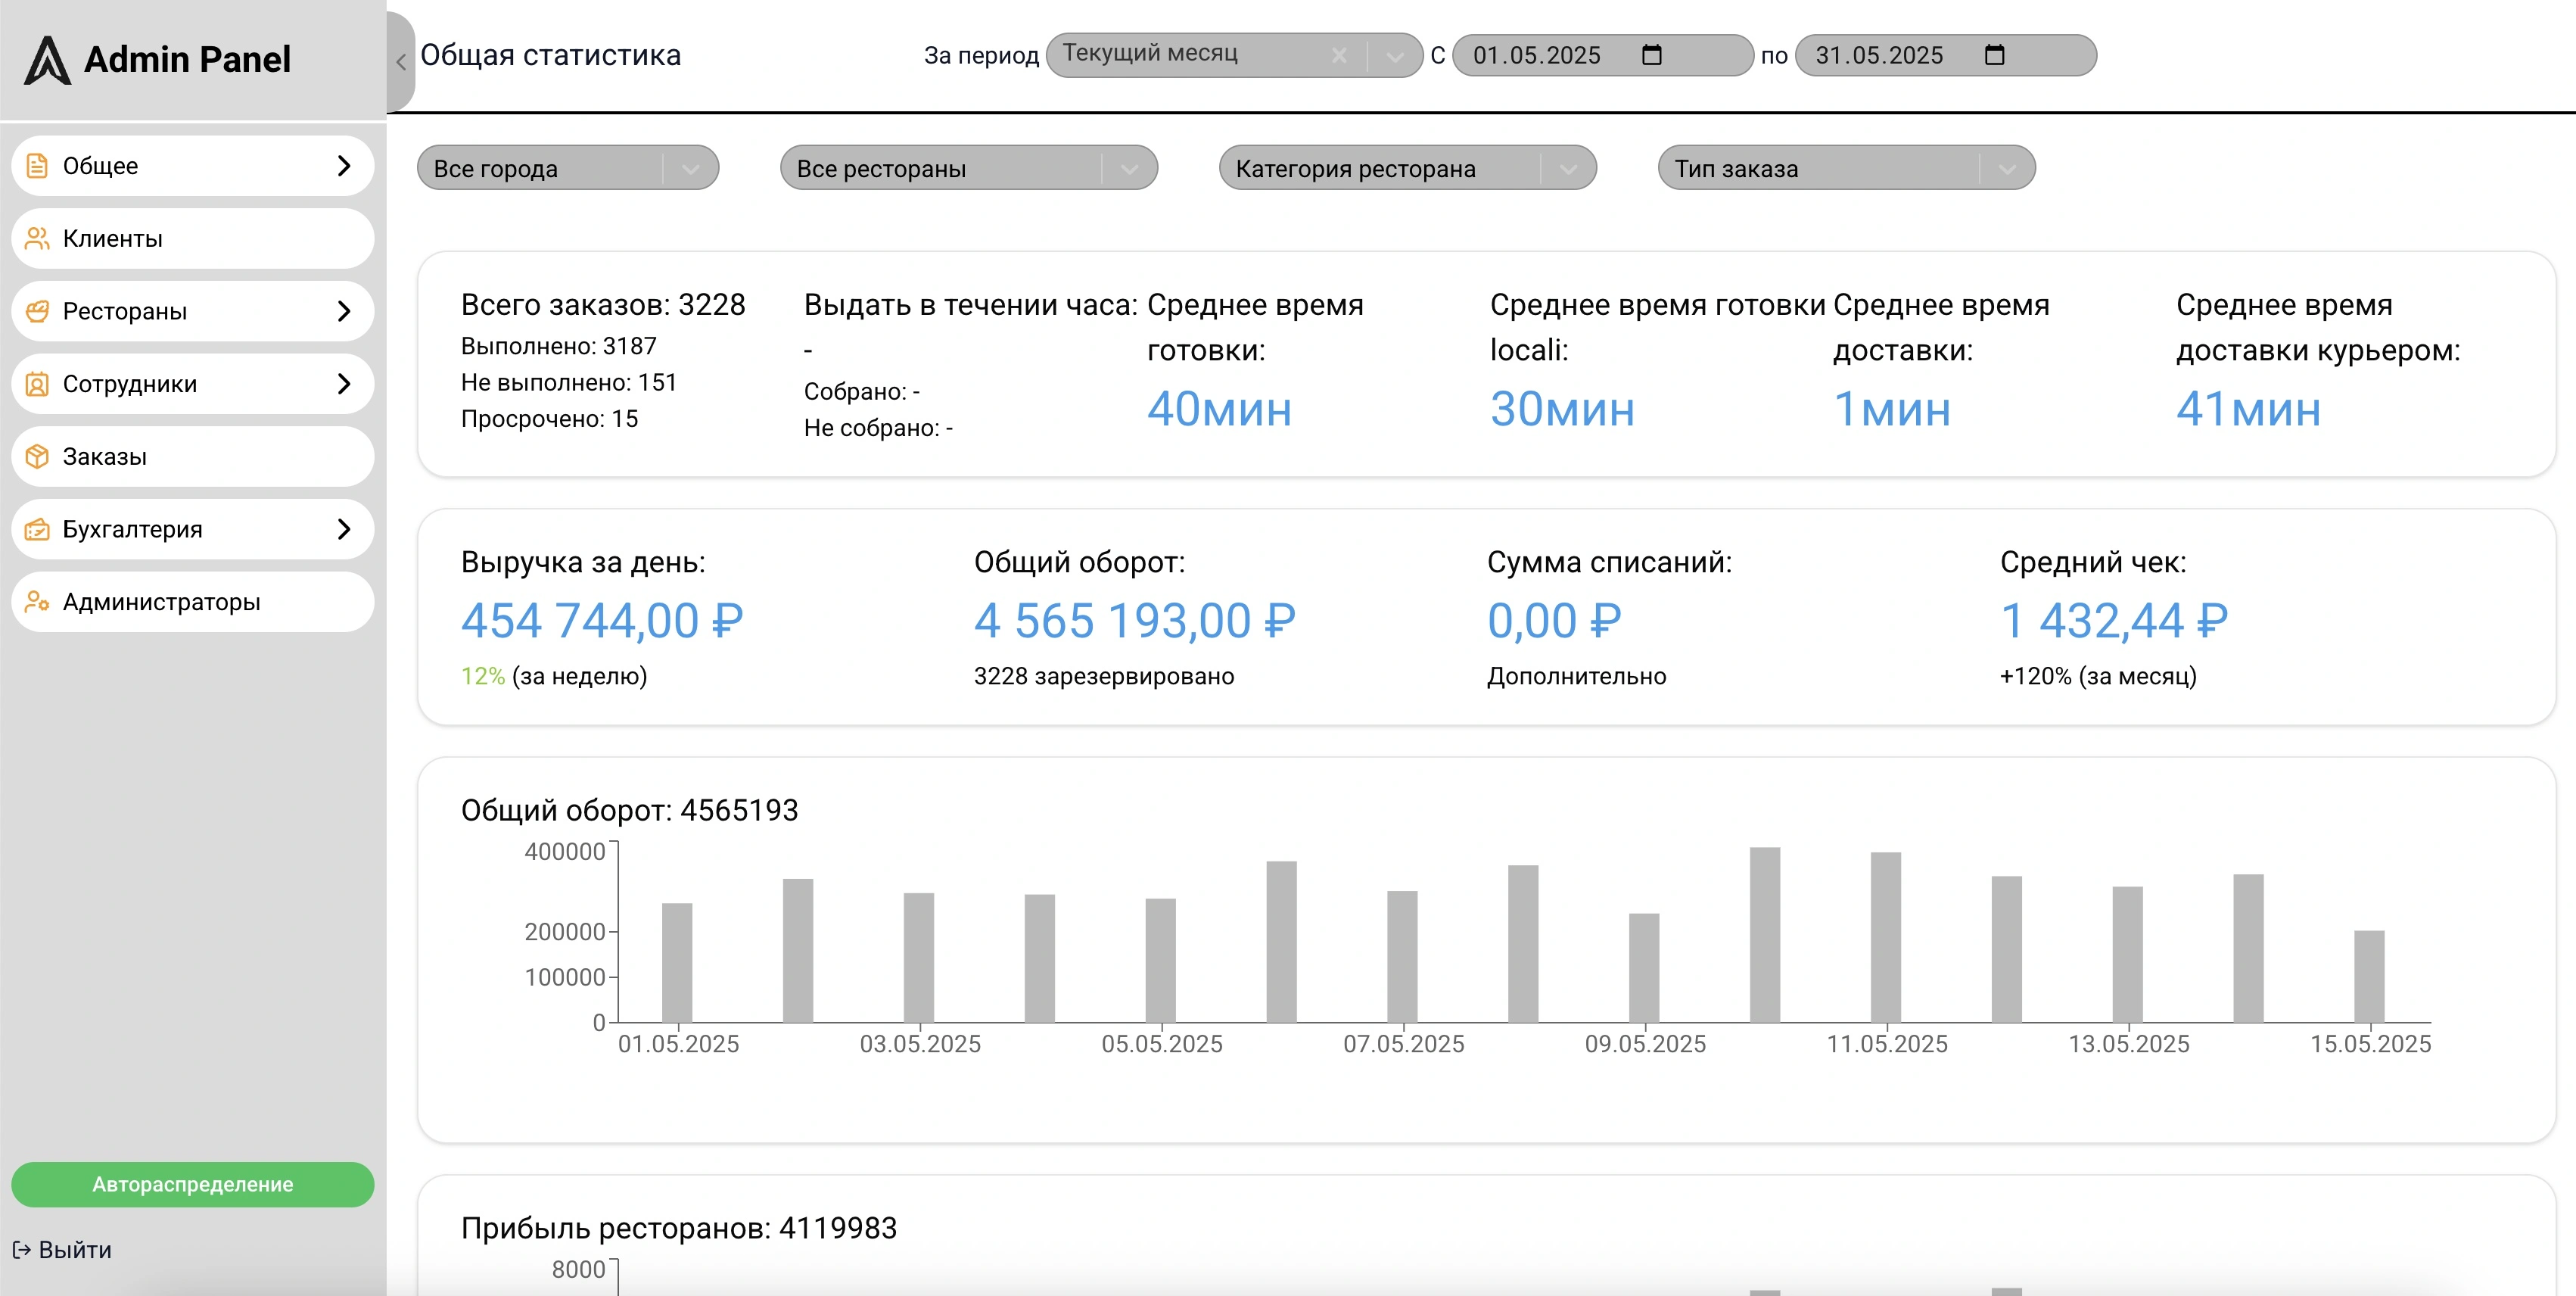 Admin Panel
Общее
Клиенты
Рестораны
Сотрудники
Заказы
Бухгалтерия
Администраторы
Автораспределение
Выйти
Общая статистика
За период Текущий месяц С 01.05.2025 по 31.05.2025
Все города Все рестораны Категория ресторана Тип заказа
Всего заказов: 3228
Выполнено: 3187
Не выполнено: 151
Просрочено: 15
Выдать в течении часа:
-
Собрано: -
Не собрано: -
Среднее время
готовки:
40мин
Среднее время готовки
locali:
30мин
Среднее время
доставки:
1мин
Среднее время
доставки курьером:
41мин
Выручка за день:
454 744,00 ₽
12% (за неделю)
Общий оборот:
4 565 193,00 ₽
3228 зарезервировано
Сумма списаний:
0,00 ₽
Дополнительно
Средний чек:
1 432,44 ₽
+120% (за месяц)
Общий оборот: 4565193
400000
200000
100000
0
01.05.2025 03.05.2025 05.05.2025 07.05.2025 09.05.2025 11.05.2025 13.05.2025 15.05.2025
Прибыль ресторанов: 4119983
8000